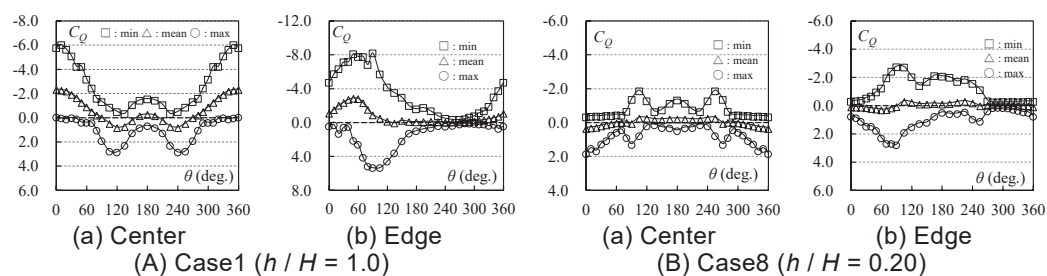 -8.0
-6.0
-4.0
-2.0
0.0
2.0
4.0
6.0
C_Q
□ : min △ : mean ○ : max
θ (deg.)
0 60 120 180 240 300 360
(a) Center
-12.0
-8.0
-4.0
0.0
4.0
8.0
C_Q
□ : min
△ : mean
○ : max
θ (deg.)
0 60 120 180 240 300 360
(b) Edge
(A) Case1 (h / H = 1.0)
-6.0
-4.0
-2.0
0.0
2.0
4.0
C_Q
□ : min
△ : mean
○ : max
θ (deg.)
0 60 120 180 240 300 360
(a) Center
-6.0
-4.0
-2.0
0.0
2.0
4.0
6.0
C_Q
□ : min
△ : mean
○ : max
θ (deg.)
0 60 120 180 240 300 360
(b) Edge
(B) Case8 (h / H = 0.20)